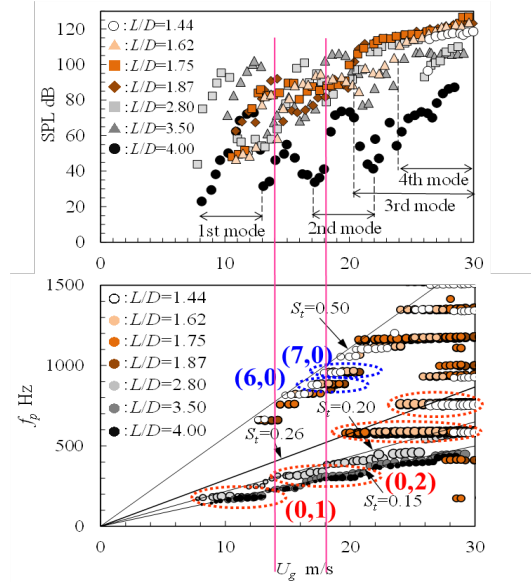 120
100
80
60
40
20
0
SPL dB
: L/D=1.44
: L/D=1.62
: L/D=1.75
: L/D=1.87
: L/D=2.80
: L/D=3.50
: L/D=4.00
4th mode
3rd mode
1st mode
2nd mode
0 10 20 30
1500
1000
500
0
fp Hz
: L/D=1.44
: L/D=1.62
: L/D=1.75
: L/D=1.87
: L/D=2.80
: L/D=3.50
: L/D=4.00
St=0.50
(7,0)
(6,0)
St=0.20
St=0.26
(0,2)
(0,1)
St=0.15
0 10 20 30
Ug m/s